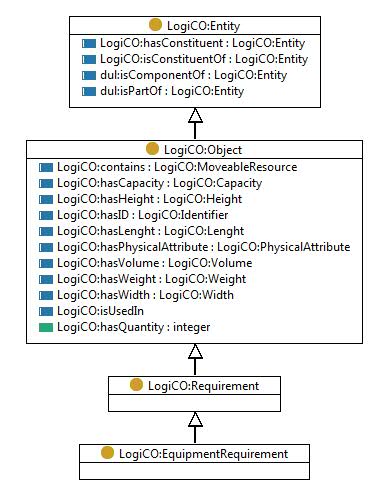 LogiCO:Entity
LogiCO:hasConstituent : LogiCO:Entity
LogiCO:isConstituentOf : LogiCO:Entity
dul:isComponentOf : LogiCO:Entity
dul:isPartOf : LogiCO:Entity
LogiCO:Object
LogiCO:contains : LogiCO:MoveableResource
LogiCO:hasCapacity : LogiCO:Capacity
LogiCO:hasHeight : LogiCO:Height
LogiCO:hasID : LogiCO:Identifier
LogiCO:hasLenght : LogiCO:Lenght
LogiCO:hasPhysicalAttribute : LogiCO:PhysicalAttribute
LogiCO:hasVolume : LogiCO:Volume
LogiCO:hasWeight : LogiCO:Weight
LogiCO:hasWidth : LogiCO:Width
LogiCO:isUsedIn
LogiCO:hasQuantity : integer
LogiCO:Requirement
LogiCO:EquipmentRequirement